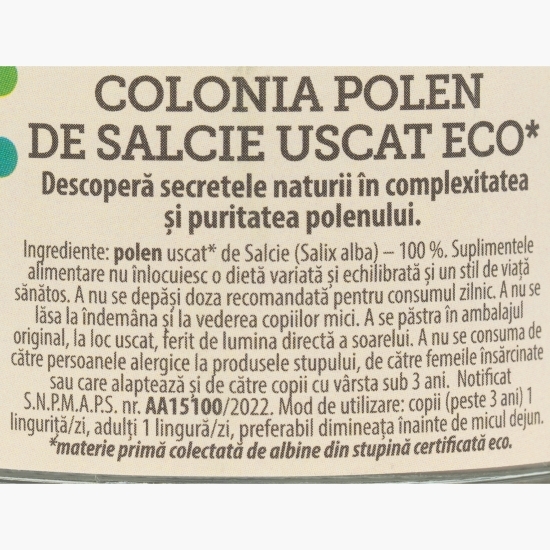 COLONIA POLEN
DE SALCIE USCAT ECO*
Descoperă secretele naturii în complexitatea
și puritatea polenului.
Ingrediente: polen uscat* de Salcie (Salix alba) – 100 %. Suplimentele
alimentare nu înlocuiesc o dietă variată și echilibrată și un stil de viață
sănătos. A nu se depăși doza recomandată pentru consumul zilnic. A nu se
lăsa la îndemâna și la vederea copiilor mici. A se păstra în ambalajul
original, la loc uscat, ferit de lumina directă a soarelui. A nu se consuma de
către persoanele alergice la produsele stupului, de către femeile însărcinate
sau care alaptează și de către copii cu vârsta sub 3 ani. Notificat
S.N.P.M.A.P.S. nr. AA15100/2022. Mod de utilizare: copii (peste 3 ani) 1
linguriță/zi, adulți 1 lingură/zi, preferabil dimineața înainte de micul dejun.
*materie primă colectată de albine din stupină certificată eco.